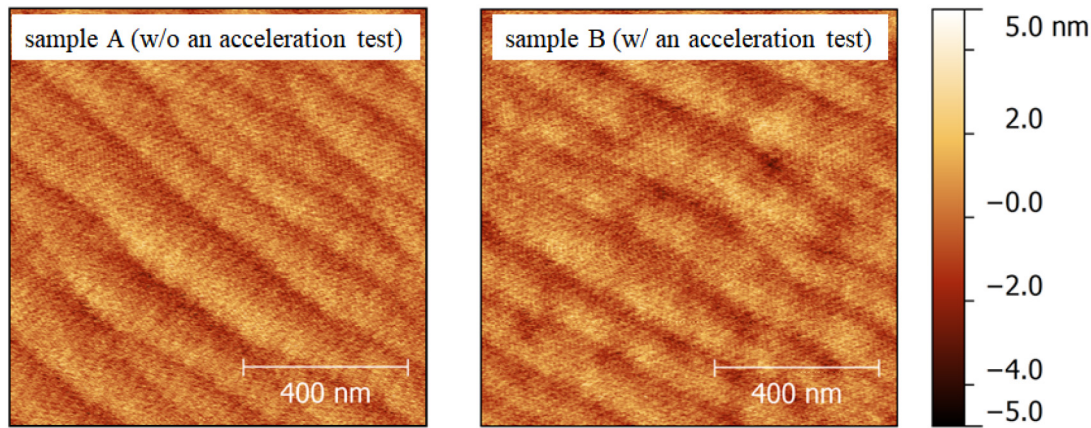 sample A (w/o an acceleration test)
400 nm
sample B (w/ an acceleration test)
400 nm
5.0 nm
2.0
−0.0
−2.0
−4.0
−5.0